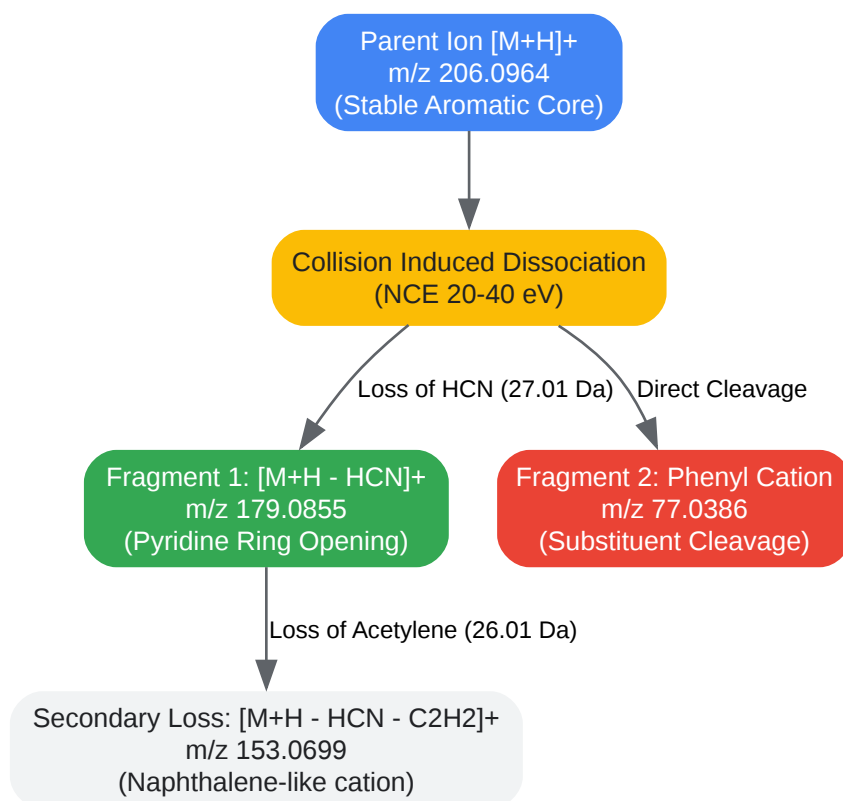 Parent Ion [M+H]+
m/z 206.0964
(Stable Aromatic Core)
Collision Induced Dissociation
(NCE 20-40 eV)
Loss of HCN (27.01 Da)
Direct Cleavage
Fragment 1: [M+H - HCN]+
m/z 179.0855
(Pyridine Ring Opening)
Fragment 2: Phenyl Cation
m/z 77.0386
(Substituent Cleavage)
Loss of Acetylene (26.01 Da)
Secondary Loss: [M+H - HCN - C2H2]+
m/z 153.0699
(Naphthalene-like cation)